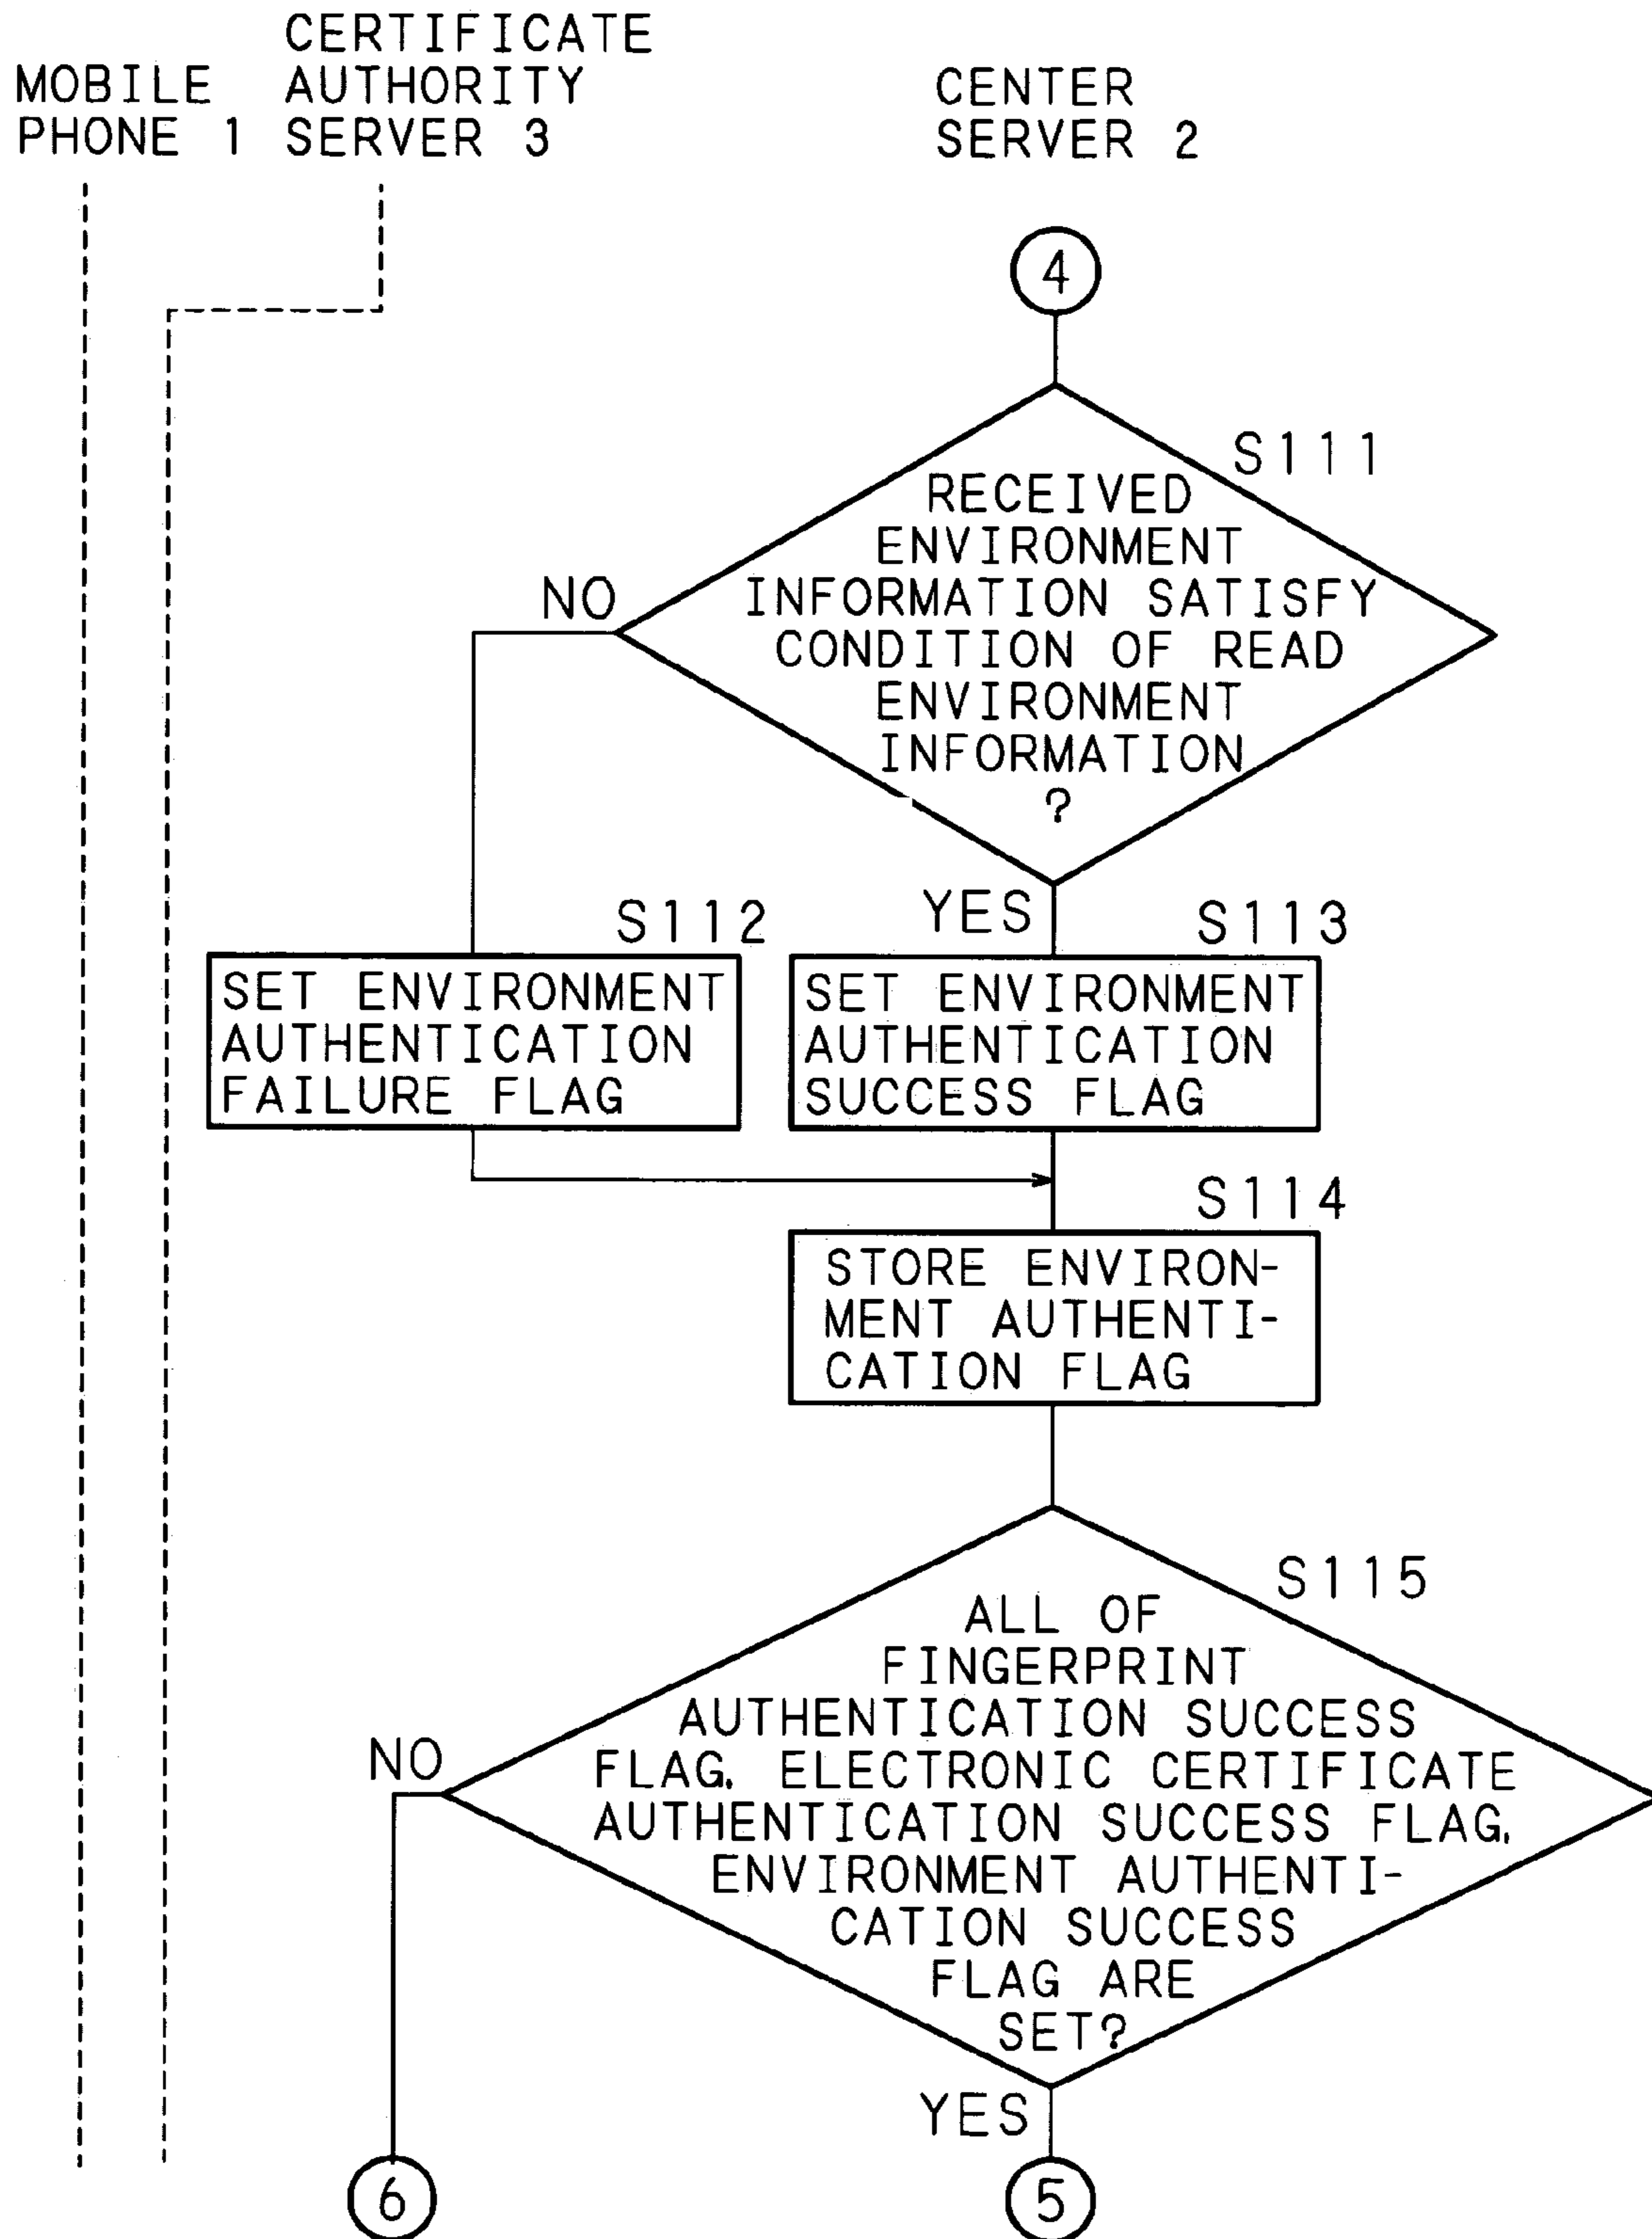 CERTIFICATE
MOBILE AUTHORITY
PHONE 1 SERVER 3
CENTER
SERVER 2
4
S111
RECEIVED
ENVIRONMENT
INFORMATION SATISFY
CONDITION OF READ
ENVIRONMENT
INFORMATION
?
NO
YES
S112
SET ENVIRONMENT
AUTHENTICATION
FAILURE FLAG
S113
SET ENVIRONMENT
AUTHENTICATION
SUCCESS FLAG
S114
STORE ENVIRON-
MENT AUTHENTI-
CATION FLAG
S115
ALL OF
FINGERPRINT
AUTHENTICATION SUCCESS
FLAG, ELECTRONIC CERTIFICATE
AUTHENTICATION SUCCESS FLAG,
ENVIRONMENT AUTHENTI-
CATION SUCCESS
FLAG ARE
SET?
NO
YES
6
5